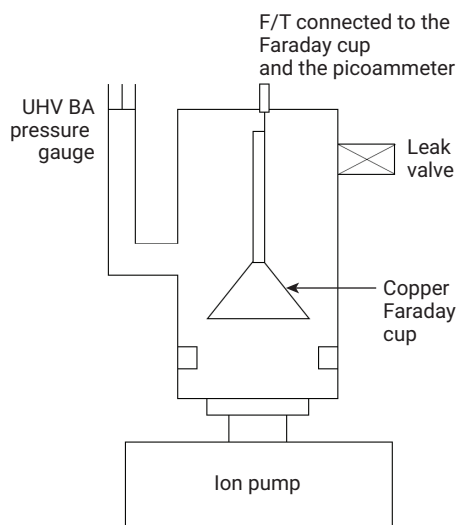 F/T connected to the
Faraday cup
and the picoammeter
UHV BA
pressure
gauge
Leak
valve
Copper
Faraday
cup
Ion pump